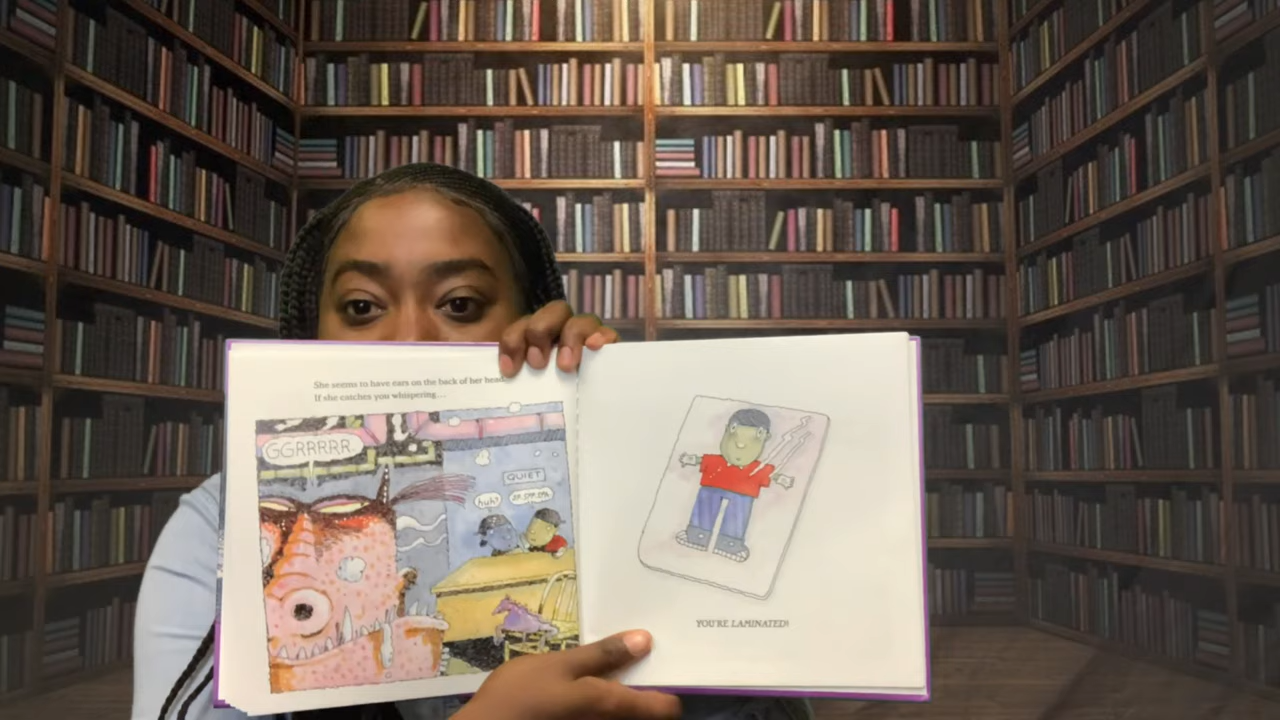 She seems to have ears on the back of her head.
If she catches you whispering...
GGRRRRR
QUIET
huh?
YOU'RE LAMINATED!